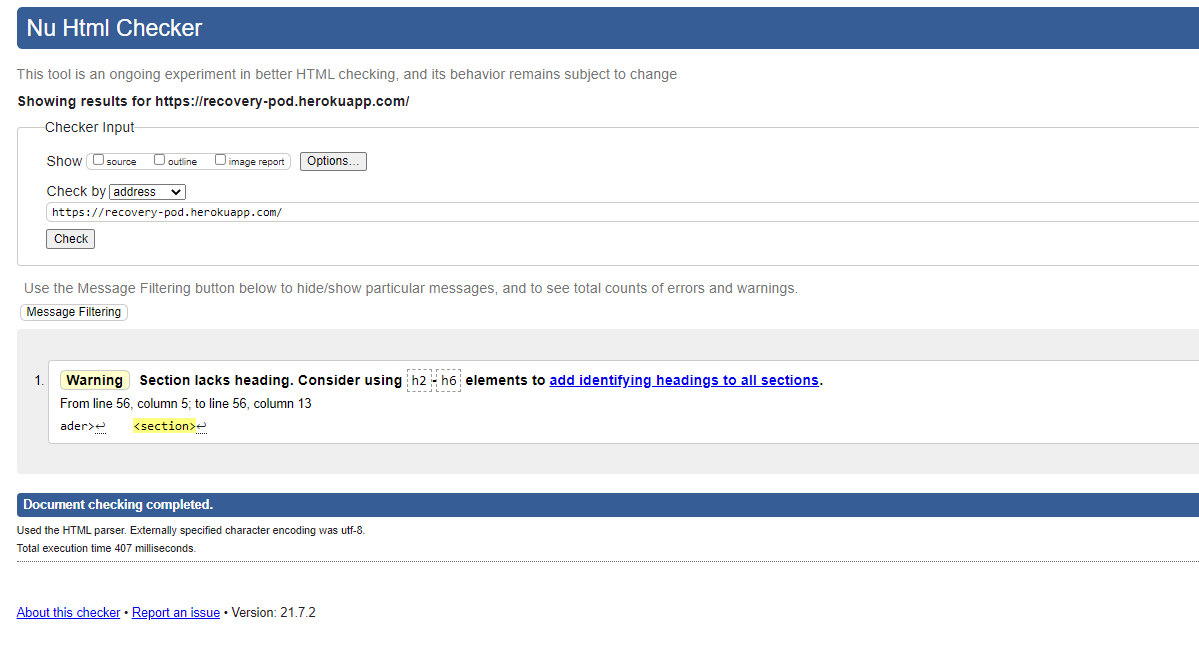 Nu Html Checker
This tool is an ongoing experiment in better HTML checking, and its behavior remains subject to change
Showing results for https://recovery-pod.herokuapp.com/
Checker Input
Show source outline image report Options...
Check by address
https://recovery-pod.herokuapp.com/
Check
Use the Message Filtering button below to hide/show particular messages, and to see total counts of errors and warnings.
Message Filtering
1. Warning Section lacks heading. Consider using h2-h6 elements to add identifying headings to all sections.
From line 56, column 5; to line 56, column 13
ader>↩ <section>↩
Document checking completed.
Used the HTML parser. Externally specified character encoding was utf-8.
Total execution time 407 milliseconds.
About this checker • Report an issue • Version: 21.7.2